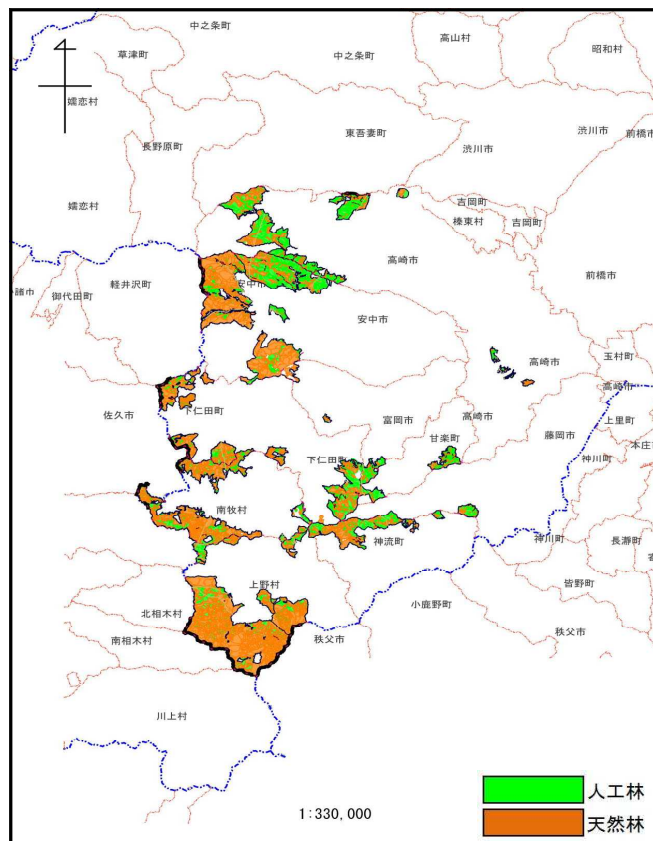 中之条町
高山村
昭和村
草津町
中之条町
嬬恋村
東吾妻町
渋川市
渋川市
前橋市
長野原町
嬬恋村
吉岡町
榛東村
吉岡町
高崎市
前橋市
軽井沢町
安中市
諸市
御代田町
安中市
高崎市
玉村町
高崎市
佐久市
下仁田町
富岡市
高崎市
甘楽町
藤岡市
上里町
本庄
下仁田町
神川町
南牧村
神流町
神川町
長瀞町
上野村
皆野町
北相木村
小鹿野町
南相木村
秩父市
秩父市
川上村
人工林
1:330,000
天然林